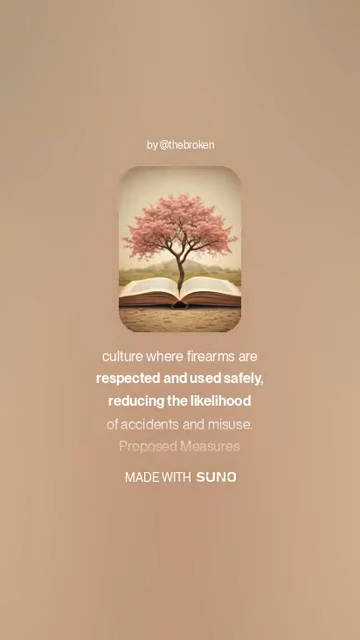 by @thebroken
culture where firearms are
respected and used safely,
reducing the likelihood
of accidents and misuse.
Proposed Measures
MADE WITH SUNO